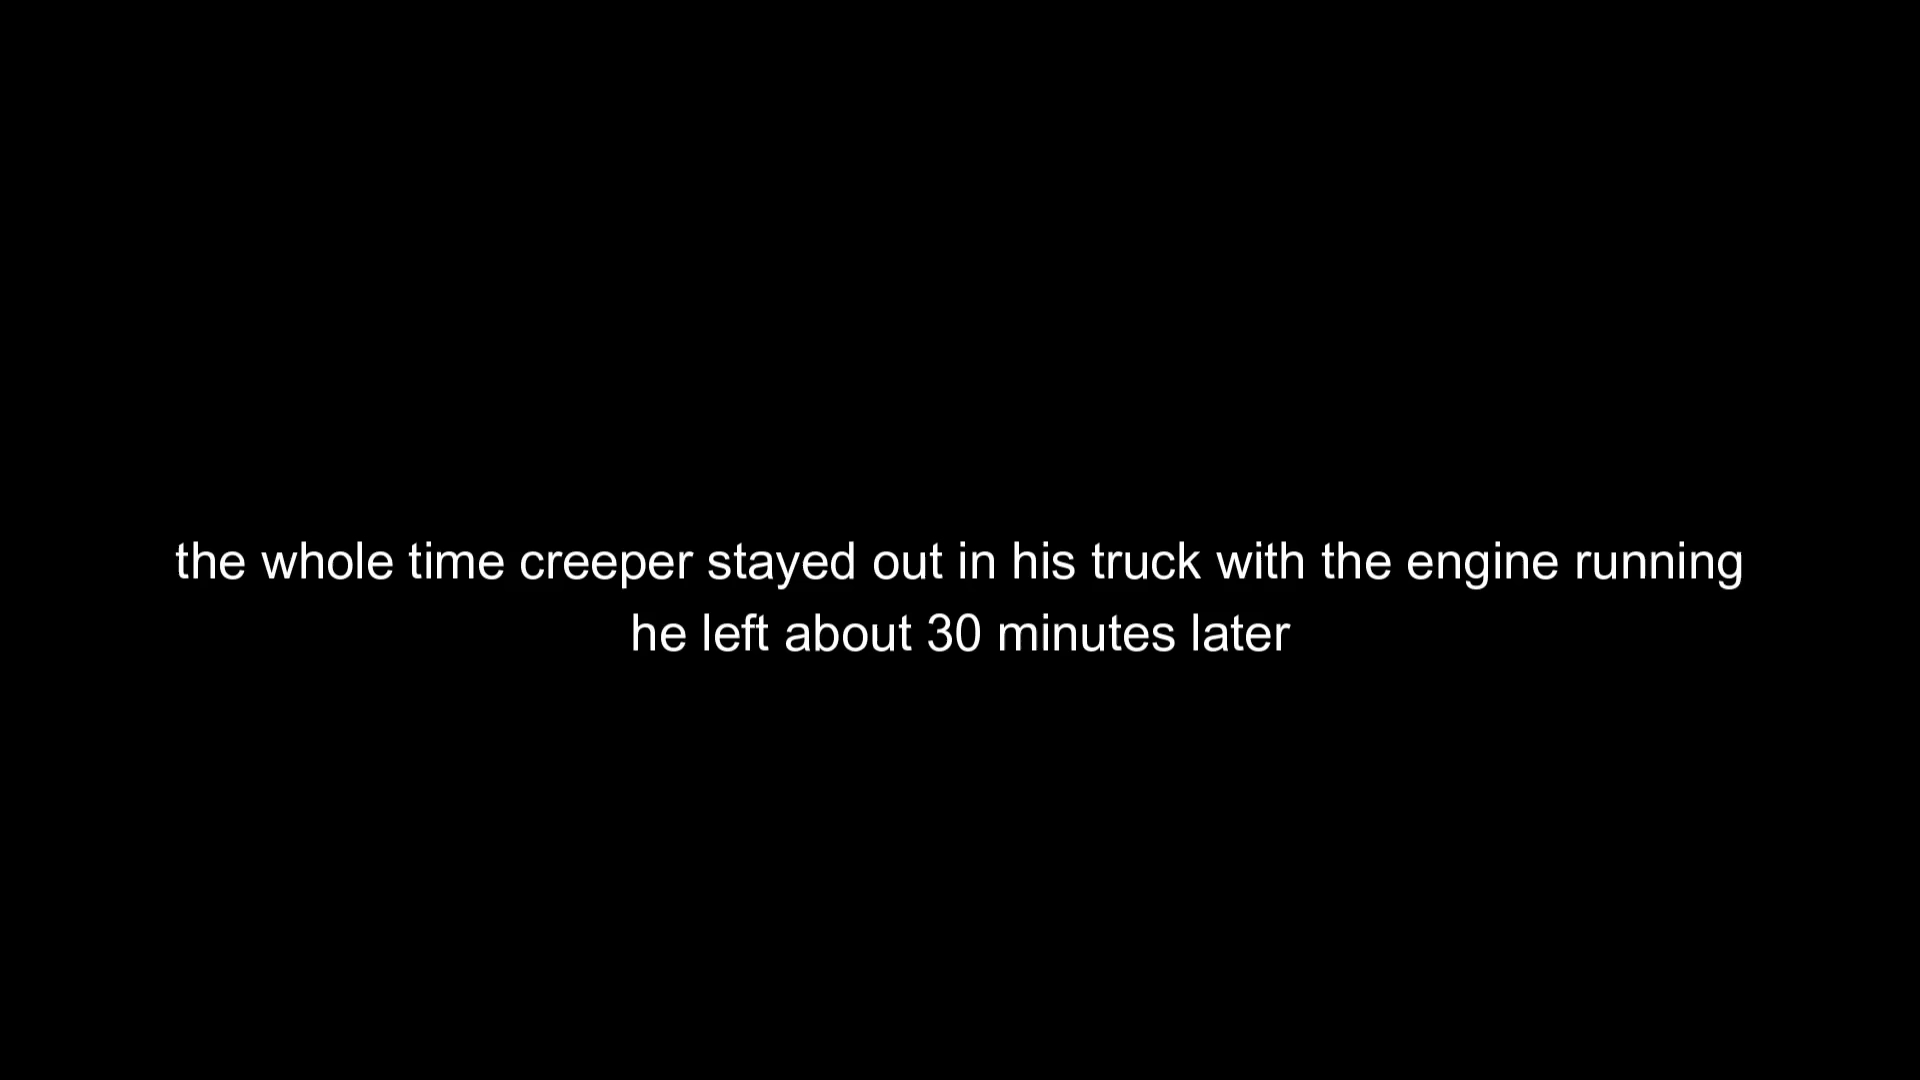 the whole time creeper stayed out in his truck with the engine running
he left about 30 minutes later